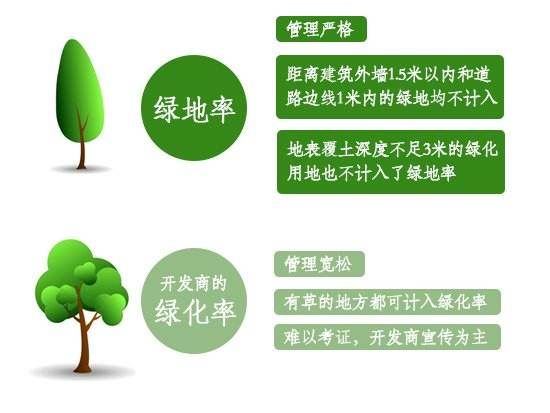 绿地率
管理严格
距离建筑外墙1.5米以内和道
路边线1米内的绿地均不计入
地表覆土深度不足3米的绿化
用地也不计入了绿地率
开发商的
绿化率
管理宽松
有草的地方都可计入绿化率
难以考证，开发商宣传为主